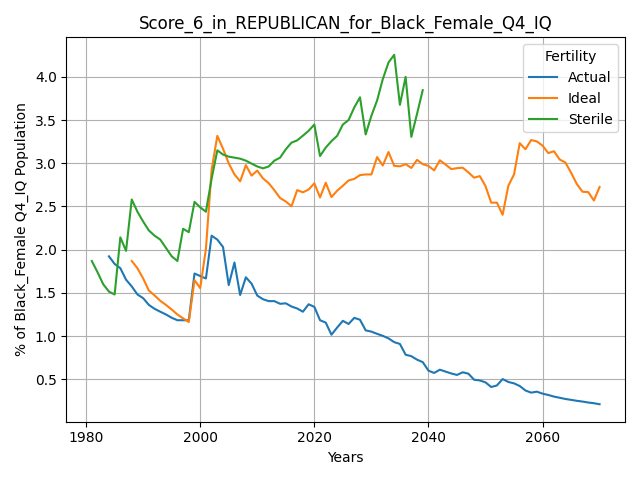 Score_6_in_REPUBLICAN_for_Black_Female_Q4_IQ
Fertility
Actual
Ideal
Sterile
% of Black_Female Q4_IQ Population
4.0
3.5
3.0
2.5
2.0
1.5
1.0
0.5
1980
2000
2020
2040
2060
Years